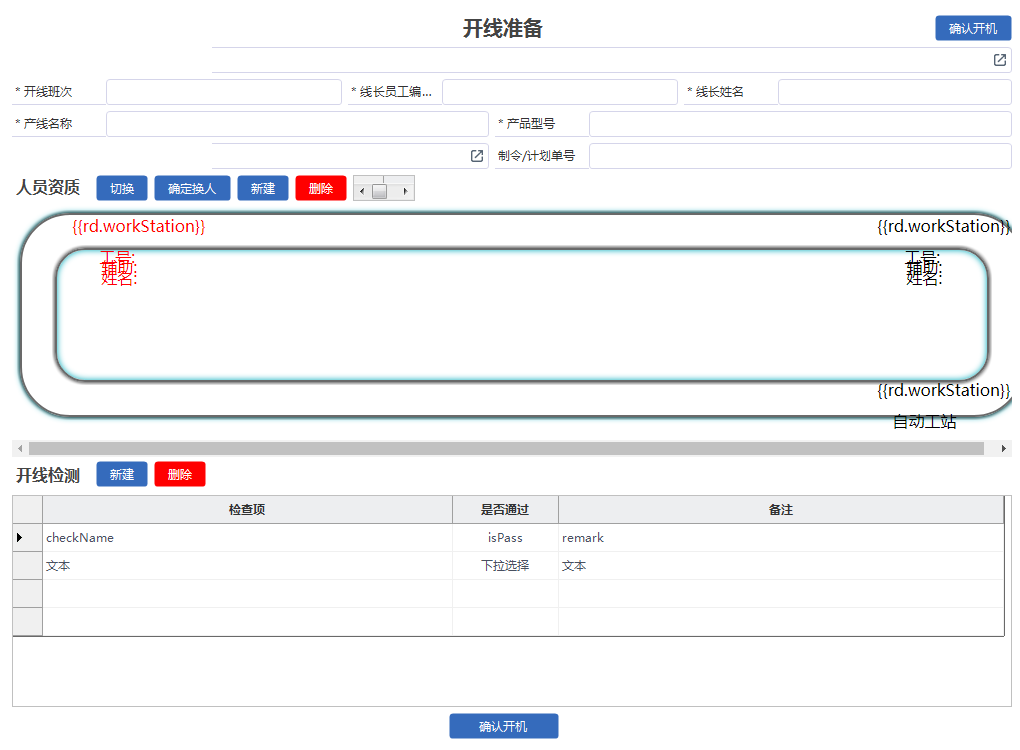 开线准备 确认开机
* 开线班次 * 线长员工编... * 线长姓名
* 产线名称 * 产品型号
制令/计划单号
人员资质 切换 确定换人 新建 删除
{{rd.workStation}} {{rd.workStation}}
工号: 工号:
辅助: 辅助:
姓名: 姓名:
{{rd.workStation}}
自动工站
开线检测 新建 删除
检查项 是否通过 备注
checkName isPass remark
文本 下拉选择 文本
确认开机